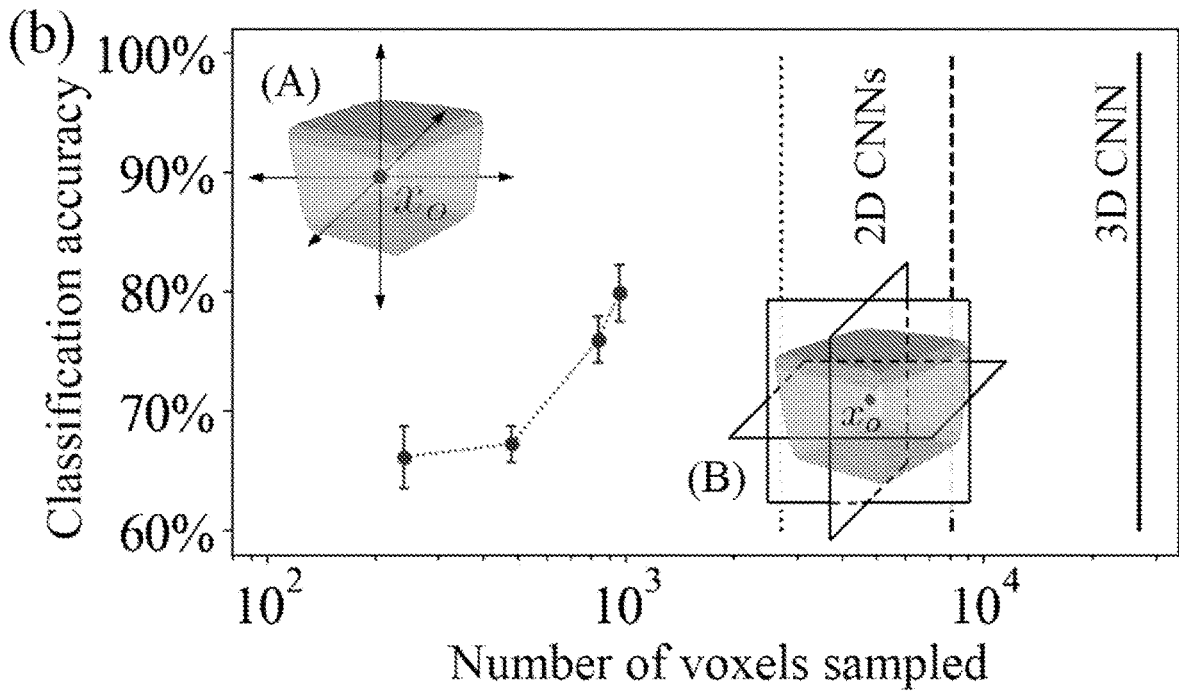 (b)
Classification accuracy
100%
90%
80%
70%
60%
(A)
x_o
2D CNNs
3D CNN
x_o
(B)
10^2
10^3
10^4
Number of voxels sampled